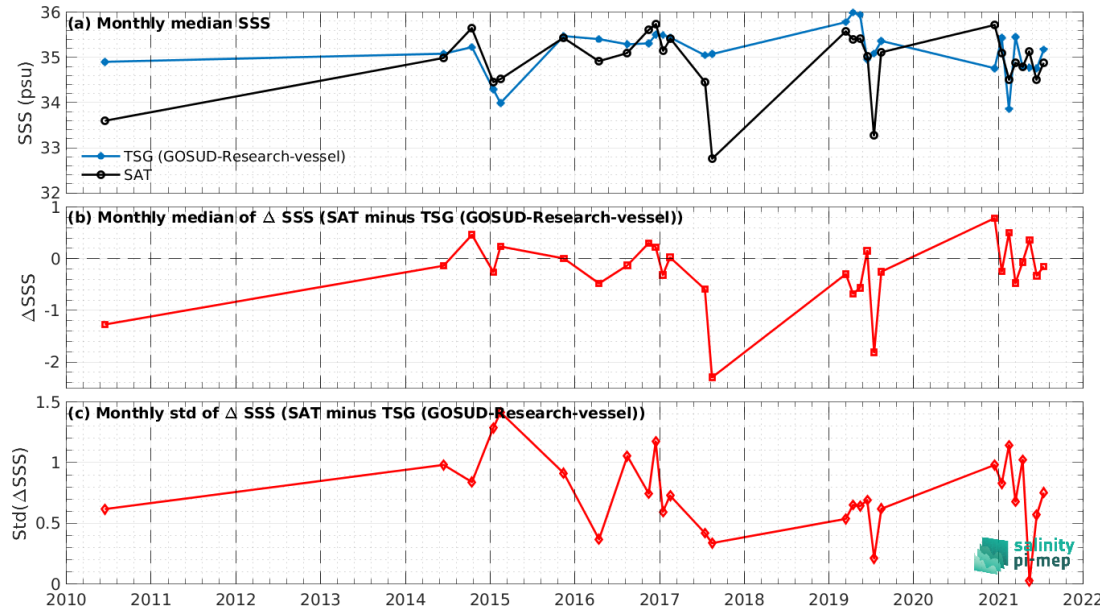 (a) Monthly median SSS
36
35
34
33
32
SSS (psu)
TSG (GOSUD-Research-vessel)
SAT
(b) Monthly median of Δ SSS (SAT minus TSG (GOSUD-Research-vessel))
1
0
-1
-2
ΔSSS
(c) Monthly std of Δ SSS (SAT minus TSG (GOSUD-Research-vessel))
1.5
1
0.5
0
Std(ΔSSS)
salinity
pi-mep
2010 2011 2012 2013 2014 2015 2016 2017 2018 2019 2020 2021 2022